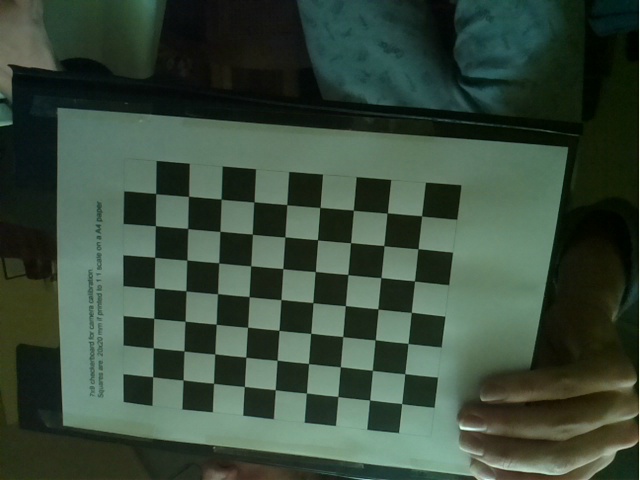 7x9 checkerboard for camera calibration.
Squares are 20x20 mm if printed to 1:1 scale on a A4 paper